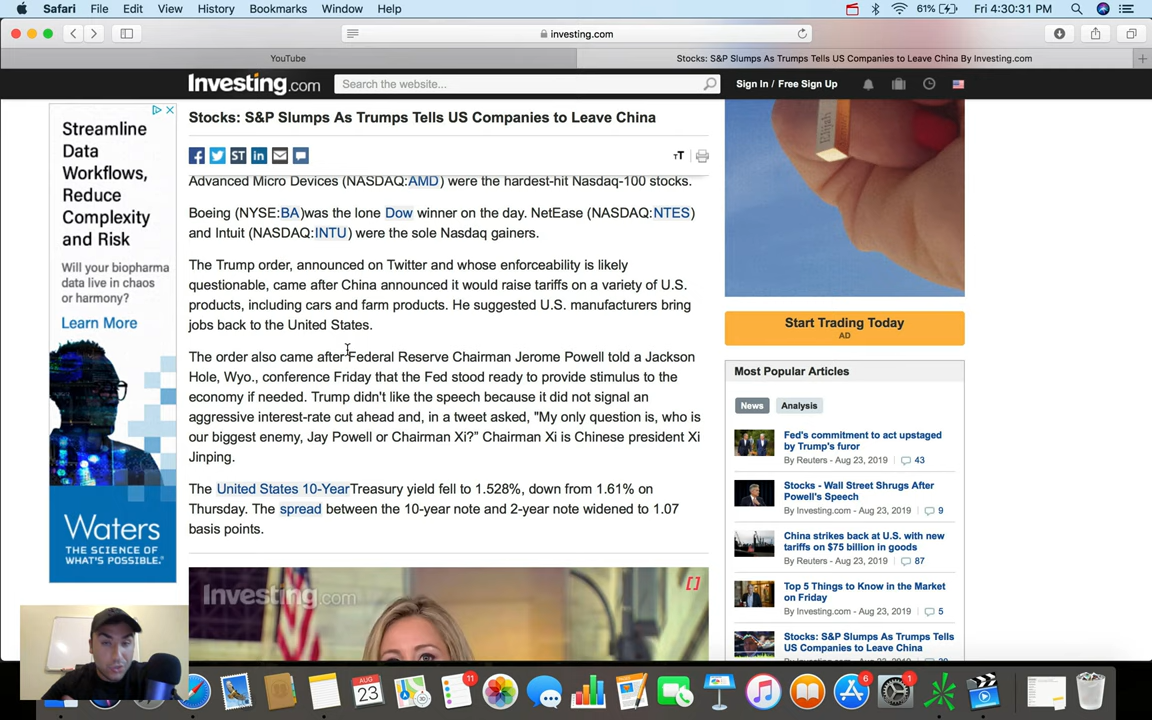 Safari File Edit View History Bookmarks Window Help 61% Fri 4:30:31 PM
investing.com
YouTube
Stocks: S&P Slumps As Trumps Tells US Companies to Leave China By Investing.com
Investing.com
Search the website...
Sign In / Free Sign Up
Streamline
Data
Workflows,
Reduce
Complexity
and Risk
Will your biopharma
data live in chaos
or harmony?
Learn More
Waters
THE SCIENCE OF
WHAT'S POSSIBLE.
Stocks: S&P Slumps As Trumps Tells US Companies to Leave China
ST
in
тT
Advanced Micro Devices (NASDAQ:AMD) were the hardest-hit Nasdaq-100 stocks.
Boeing (NYSE:BA)was the lone Dow winner on the day. NetEase (NASDAQ:NTES)
and Intuit (NASDAQ:INTU) were the sole Nasdaq gainers.
The Trump order, announced on Twitter and whose enforceability is likely
questionable, came after China announced it would raise tariffs on a variety of U.S.
products, including cars and farm products. He suggested U.S. manufacturers bring
jobs back to the United States.
The order also came after Federal Reserve Chairman Jerome Powell told a Jackson
Hole, Wyo., conference Friday that the Fed stood ready to provide stimulus to the
economy if needed. Trump didn't like the speech because it did not signal an
aggressive interest-rate cut ahead and, in a tweet asked, "My only question is, who is
our biggest enemy, Jay Powell or Chairman Xi?" Chairman Xi is Chinese president Xi
Jinping.
The United States 10-YearTreasury yield fell to 1.528%, down from 1.61% on
Thursday. The spread between the 10-year note and 2-year note widened to 1.07
basis points.
Investing.com
Elijah
Start Trading Today
AD
Most Popular Articles
News
Analysis
Fed's commitment to act upstaged
by Trump's furor
By Reuters - Aug 23, 2019 43
Stocks - Wall Street Shrugs After
Powell's Speech
By Investing.com - Aug 23, 2019 9
China strikes back at U.S. with new
tariffs on $75 billion in goods
By Reuters - Aug 23, 2019 87
Top 5 Things to Know in the Market
on Friday
By Investing.com - Aug 23, 2019 5
Stocks: S&P Slumps As Trumps Tells
US Companies to Leave China
AUG
23
11
6
1